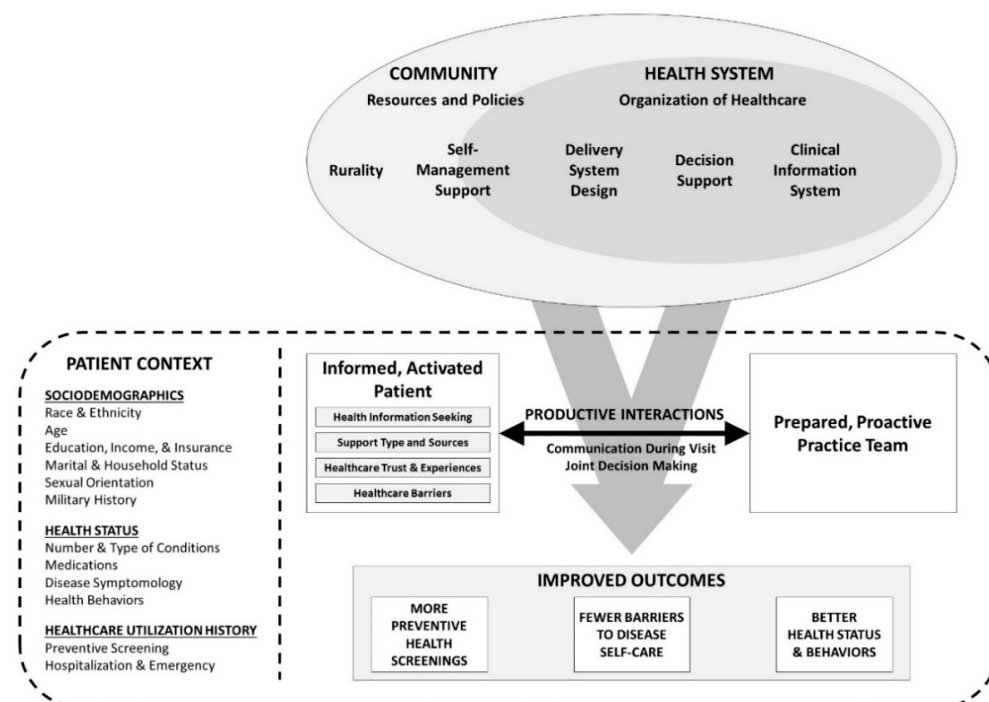 COMMUNITY
Resources and Policies
HEALTH SYSTEM
Organization of Healthcare
Rurality
Self-
Management
Support
Delivery
System
Design
Decision
Support
Clinical
Information
System
PATIENT CONTEXT
SOCIODEMOGRAPHICS
Race & Ethnicity
Age
Education, Income, & Insurance
Marital & Household Status
Sexual Orientation
Military History
HEALTH STATUS
Number & Type of Conditions
Medications
Disease Symptomology
Health Behaviors
HEALTHCARE UTILIZATION HISTORY
Preventive Screening
Hospitalization & Emergency
Informed, Activated
Patient
Health Information Seeking
Support Type and Sources
Healthcare Trust & Experiences
Healthcare Barriers
PRODUCTIVE INTERACTIONS
Communication During Visit
Joint Decision Making
Prepared, Proactive
Practice Team
IMPROVED OUTCOMES
MORE
PREVENTIVE
HEALTH
SCREENINGS
FEWER BARRIERS
TO DISEASE
SELF-CARE
BETTER
HEALTH STATUS
& BEHAVIORS